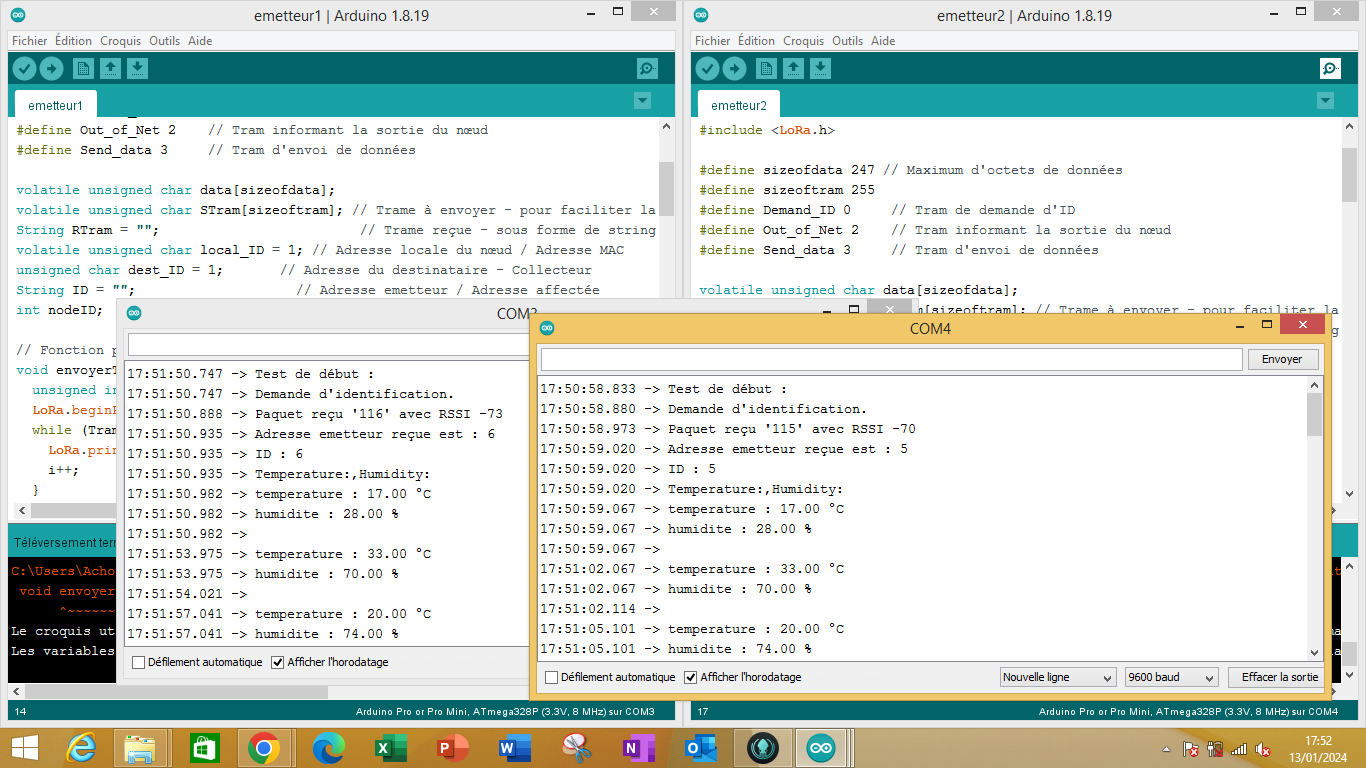 emetteur1 | Arduino 1.8.19
Fichier Édition Croquis Outils Aide
emetteur1
#define Out_of_Net 2 // Tram informant la sortie du nœud
#define Send_data 3 // Tram d'envoi de données
volatile unsigned char data[sizeofdata];
volatile unsigned char STram[sizeoftram]; // Trame à envoyer - pour faciliter la
String RTram = ""; // Trame reçue - sous forme de string
volatile unsigned char local_ID = 1; // Adresse locale du nœud / Adresse MAC
unsigned char dest_ID = 1; // Adresse du destinataire - Collecteur
String ID = ""; // Adresse emetteur / Adresse affectée
int nodeID;
// Fonction p
void envoyerT
unsigned in
LoRa.beginP
while (Tram
LoRa.prin
i++;
}
Téléversement term
C:\Users\Acho
void envoyer
^~~~~~~
Le croquis ut
Les variables
14
Arduino Pro or Pro Mini, ATmega328P (3.3V, 8 MHz) sur COM3
emetteur2 | Arduino 1.8.19
Fichier Édition Croquis Outils Aide
emetteur2
#include <LoRa.h>
#define sizeofdata 247 // Maximum d'octets de données
#define sizeoftram 255
#define Demand_ID 0 // Tram de demande d'ID
#define Out_of_Net 2 // Tram informant la sortie du nœud
#define Send_data 3 // Tram d'envoi de données
volatile unsigned char data[sizeofdata];
m[sizeoftram]; // Trame à envoyer - pour faciliter la
17
Arduino Pro or Pro Mini, ATmega328P (3.3V, 8 MHz) sur COM4
17:51:50.747 -> Test de début :
17:51:50.747 -> Demande d'identification.
17:51:50.888 -> Paquet reçu '116' avec RSSI -73
17:51:50.935 -> Adresse emetteur reçue est : 6
17:51:50.935 -> ID : 6
17:51:50.935 -> Temperature:,Humidity:
17:51:50.982 -> temperature : 17.00 °C
17:51:50.982 -> humidite : 28.00 %
17:51:50.982 ->
17:51:53.975 -> temperature : 33.00 °C
17:51:53.975 -> humidite : 70.00 %
17:51:54.021 ->
17:51:57.041 -> temperature : 20.00 °C
17:51:57.041 -> humidite : 74.00 %
Défilement automatique Afficher l'horodatage
COM4
Envoyer
17:50:58.833 -> Test de début :
17:50:58.880 -> Demande d'identification.
17:50:58.973 -> Paquet reçu '115' avec RSSI -70
17:50:59.020 -> Adresse emetteur reçue est : 5
17:50:59.020 -> ID : 5
17:50:59.020 -> Temperature:,Humidity:
17:50:59.067 -> temperature : 17.00 °C
17:50:59.067 -> humidite : 28.00 %
17:50:59.067 ->
17:51:02.067 -> temperature : 33.00 °C
17:51:02.067 -> humidite : 70.00 %
17:51:02.114 ->
17:51:05.101 -> temperature : 20.00 °C
17:51:05.101 -> humidite : 74.00 %
Défilement automatique Afficher l'horodatage Nouvelle ligne 9600 baud Effacer la sortie
17:52
13/01/2024